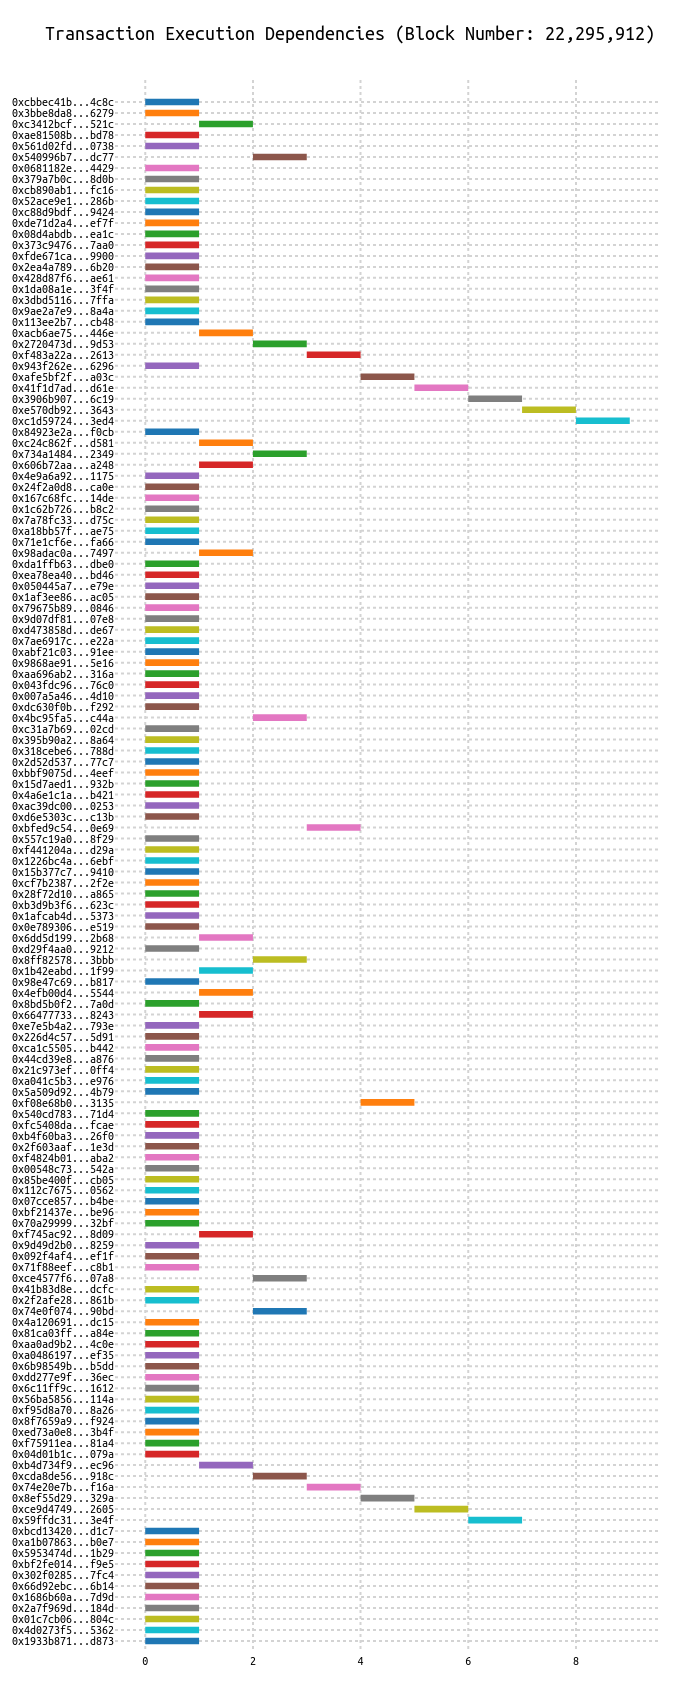 Transaction Execution Dependencies (Block Number: 22,295,912)
0xcbbec41b...4c8c
0x3bbe8da8...6279
0xc3412bcf...521c
0xae81508b...bd78
0x561d02fd...0738
0x540996b7...dc77
0x0681182e...4429
0x379a7b0c...8d0b
0xcb890ab1...fc16
0x52ace9e1...286b
0xc88d9bdf...9424
0xde71d2a4...ef7f
0x08d4abdb...ea1c
0x373c9476...7aa0
0xfde671ca...9900
0x2ea4a789...6b20
0x428d87f6...ae61
0x1da08a1e...3f4f
0x3dbd5116...7ffa
0x9ae2a7e9...8a4a
0x113ee2b7...cb48
0xacb6ae75...446e
0x2720473d...9d53
0xf483a22a...2613
0x943f262e...6296
0xafe5bf2f...a03c
0x41f1d7ad...d61e
0x3906b907...6c19
0xe570db92...3643
0xc1d59724...3ed4
0x84923e2a...f0cb
0xc24c862f...d581
0x734a1484...2349
0x606b72aa...a248
0x4e9a6a92...1175
0x24f2a0d8...ca0e
0x167c68fc...14de
0x1c62b726...b8c2
0x7a78fc33...d75c
0xa18bb57f...ae75
0x71e1cf6e...fa66
0x98adac0a...7497
0xda1ffb63...dbe0
0xea78ea40...bd46
0x050445a7...e79e
0x1af3ee86...ac05
0x79675b89...0846
0x9d07df81...07e8
0xd473858d...de67
0x7ae6917c...e22a
0xabf21c03...91ee
0x9868ae91...5e16
0xaa696ab2...316a
0x043fdc96...76c0
0x007a5a46...4d10
0xdc630f0b...f292
0x4bc95fa5...c44a
0xc31a7b69...02cd
0x395b90a2...8a64
0x318cebe6...788d
0x2d52d537...77c7
0xbbf9075d...4eef
0x15d7aed1...932b
0x4a6e1c1a...b421
0xac39dc00...0253
0xd6e5303c...c13b
0xbfed9c54...0e69
0x557c19a0...8f29
0xf441204a...d29a
0x1226bc4a...6ebf
0x15b377c7...9410
0xcf7b2387...2f2e
0x28f72d10...a865
0xb3d9b3f6...623c
0x1afcab4d...5373
0x0e789306...e519
0x6dd5d199...2b68
0xd29f4aa0...9212
0x8ff82578...3bbb
0x1b42eabd...1f99
0x98e47c69...b817
0x4efb00d4...5544
0x8bd5b0f2...7a0d
0x66477733...8243
0xe7e5b4a2...793e
0x226d4c57...5d91
0xca1c5505...b442
0x44cd39e8...a876
0x21c973ef...0ff4
0xa041c5b3...e976
0x5a509d92...4b79
0xf08e68b0...3135
0x540cd783...71d4
0xfc5408da...fcae
0xb4f60ba3...26f0
0x2f603aaf...1e3d
0xf4824b01...aba2
0x00548c73...542a
0x85be400f...cb05
0x112c7675...0562
0x07cce857...b4be
0xbf21437e...be96
0x70a29999...32bf
0xf745ac92...8d09
0x9d49d2b0...8259
0x092f4af4...ef1f
0x71f88eef...c8b1
0xce4577f6...07a8
0x41b83d8e...dcfc
0x2f2afe28...861b
0x74e0f074...90bd
0x4a120691...dc15
0x81ca03ff...a84e
0xaa0ad9b2...4c0e
0xa0486197...ef35
0x6b98549b...b5dd
0xdd277e9f...36ec
0x6c11ff9c...1612
0x56ba5856...114a
0xf95d8a70...8a26
0x8f7659a9...f924
0xed73a0e8...3b4f
0xf75911ea...81a4
0x04d01b1c...079a
0xb4d734f9...ec96
0xcda8de56...918c
0x74e20e7b...f16a
0x8ef55d29...329a
0xce9d4749...2605
0x59ffdc31...3e4f
0xbcd13420...d1c7
0xa1b07863...b0e7
0x5953474d...1b29
0xbf2fe014...f9e5
0x302f0285...7fc4
0x66d92ebc...6b14
0x1686b60a...7d9d
0x2a7f969d...184d
0x01c7cb06...804c
0x4d0273f5...5362
0x1933b871...d873
0 2 4 6 8